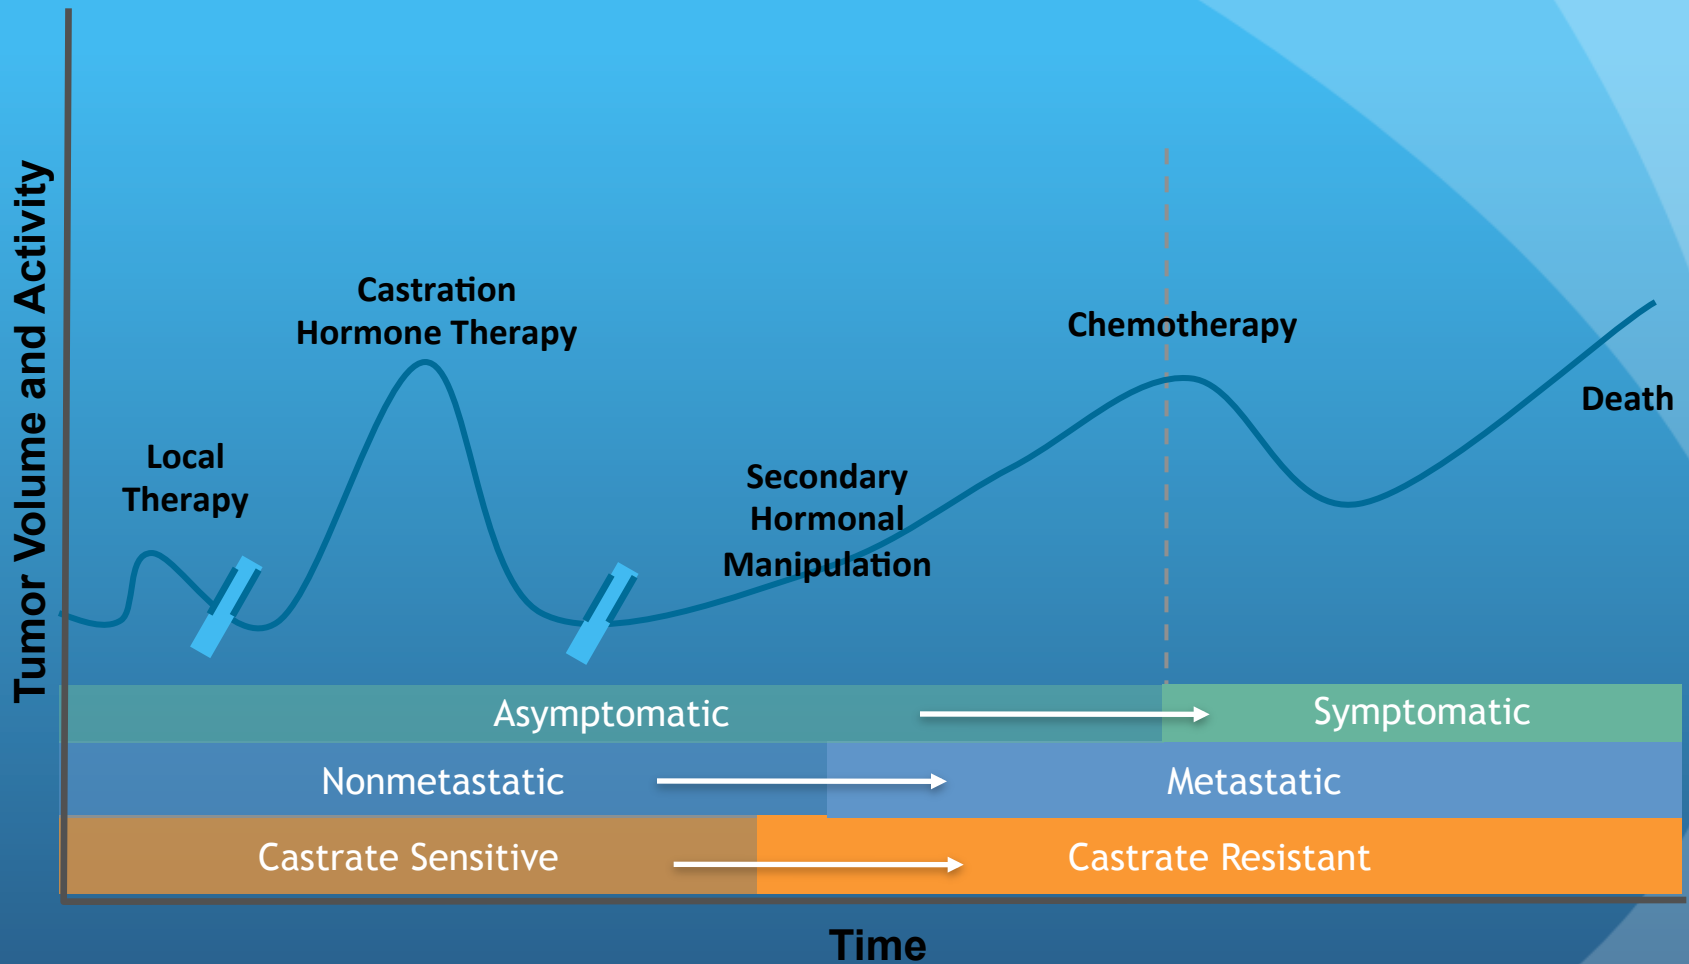 Tumor Volume and Activity
Castration
Hormone Therapy
Chemotherapy
Death
Local
Therapy
Secondary
Hormonal
Manipulation
Asymptomatic
Symptomatic
Nonmetastatic
Metastatic
Castrate Sensitive
Castrate Resistant
Time